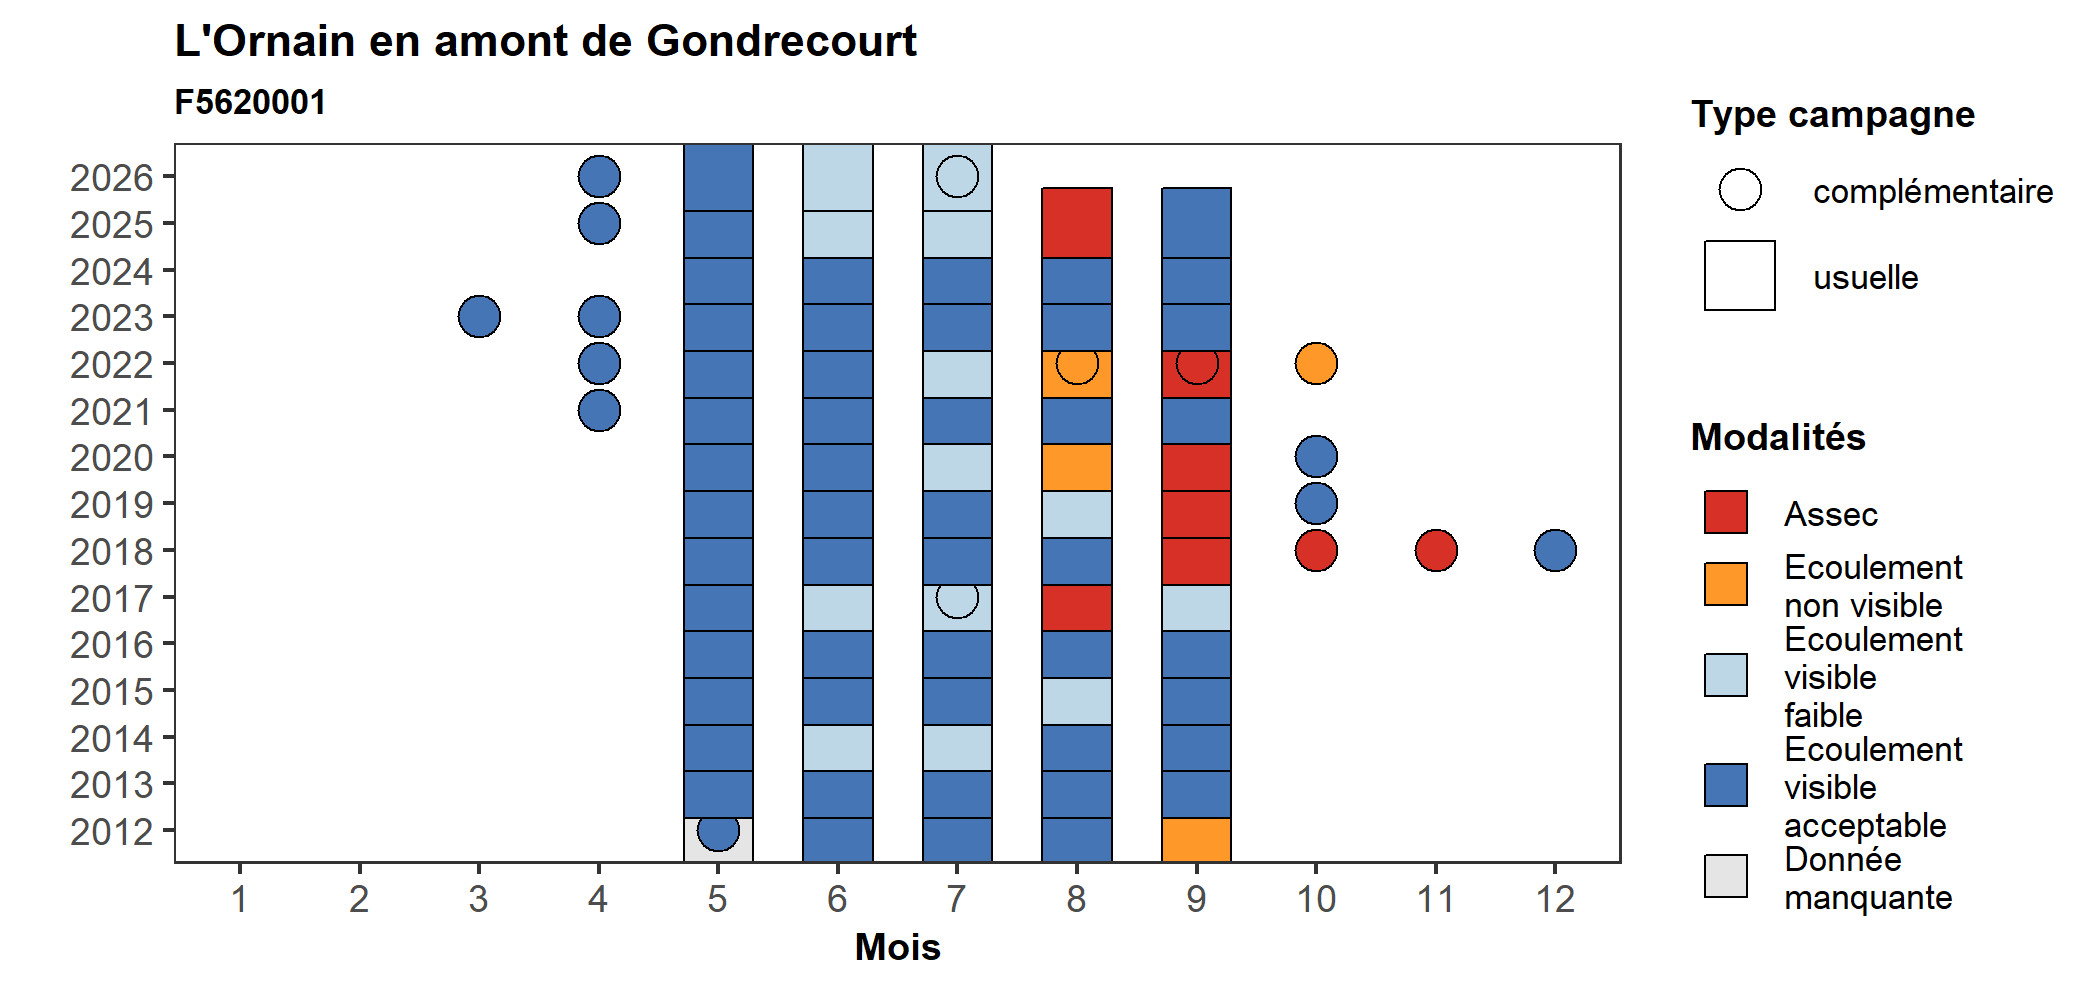 L'Ornain en amont de Gondrecourt
F5620001
2026
2025
2024
2023
2022
2021
2020
2019
2018
2017
2016
2015
2014
2013
2012
1 2 3 4 5 6 7 8 9 10 11 12
Mois
Type campagne
complémentaire
usuelle
Modalités
Assec
Ecoulement
non visible
Ecoulement
visible
faible
Ecoulement
visible
acceptable
Donnée
manquante